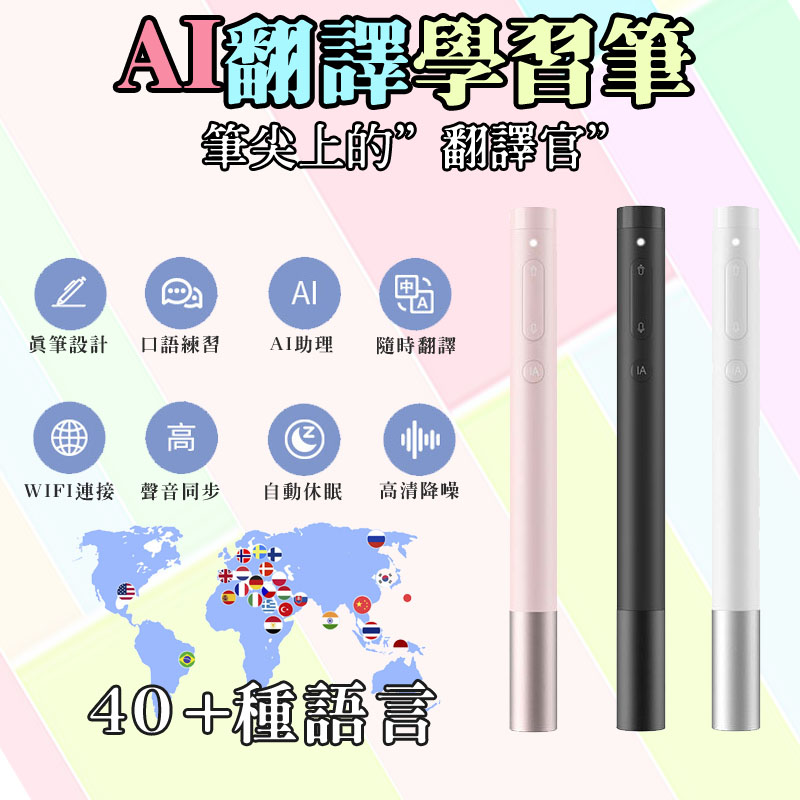 AI翻譯學習筆
筆尖上的”翻譯官”
AI
中
A
真筆設計 口語練習 AI助理 隨時翻譯
高
z
WIFI連接 聲音同步 自動休眠 高清降噪
40+種語言